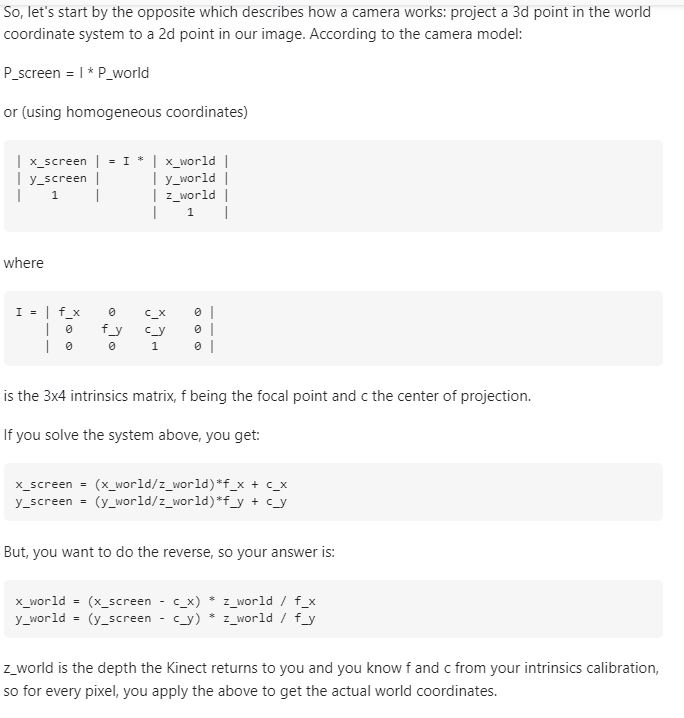 So, let's start by the opposite which describes how a camera works: project a 3d point in the world
coordinate system to a 2d point in our image. According to the camera model:
P_screen = I * P_world
or (using homogeneous coordinates)
| x_screen | = I * | x_world |
| y_screen |       | y_world |
|    1     |       | z_world |
                   |    1    |
where
I = | f_x    0    c_x    0 |
    |  0    f_y   c_y    0 |
    |  0     0     1     0 |
is the 3x4 intrinsics matrix, f being the focal point and c the center of projection.
If you solve the system above, you get:
x_screen = (x_world/z_world)*f_x + c_x
y_screen = (y_world/z_world)*f_y + c_y
But, you want to do the reverse, so your answer is:
x_world = (x_screen - c_x) * z_world / f_x
y_world = (y_screen - c_y) * z_world / f_y
z_world is the depth the Kinect returns to you and you know f and c from your intrinsics calibration,
so for every pixel, you apply the above to get the actual world coordinates.